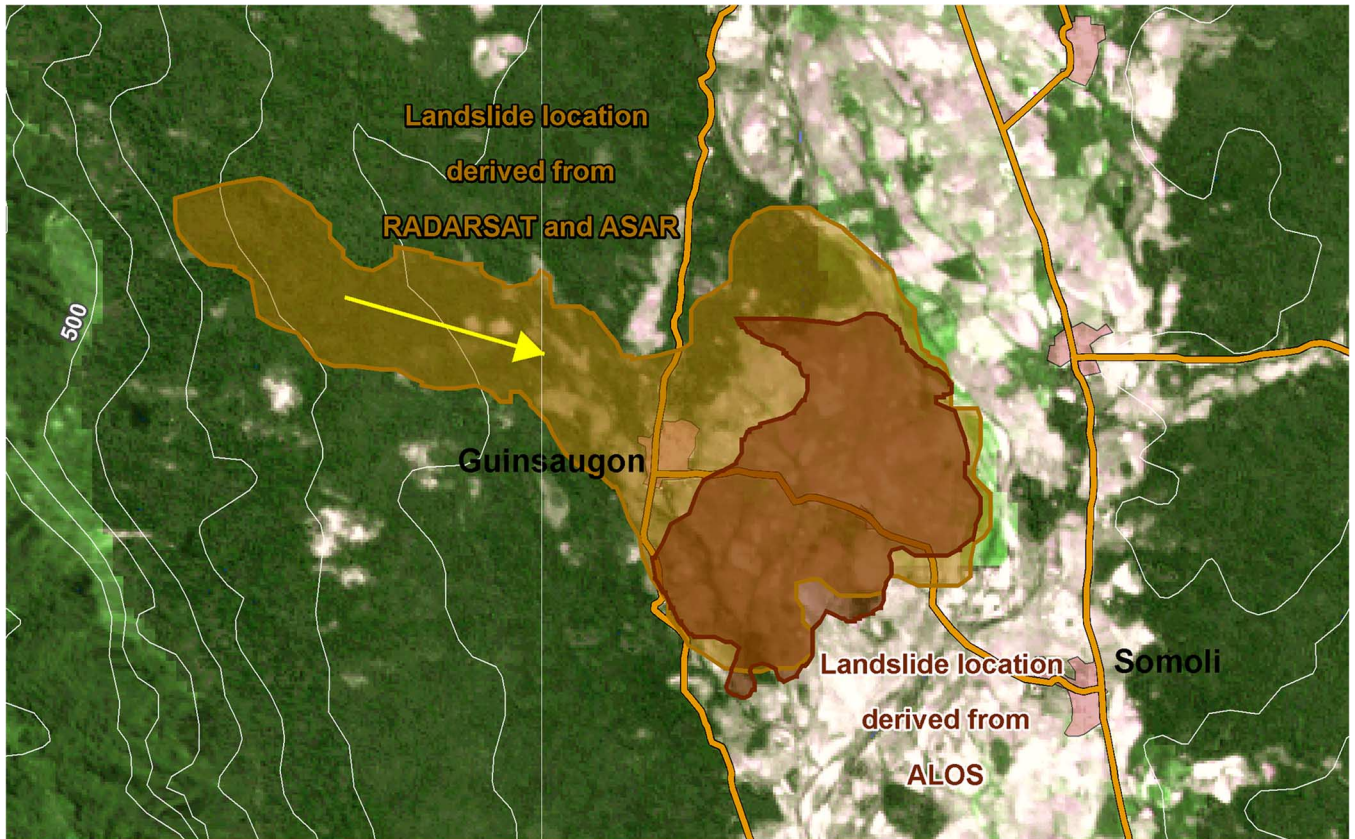 Landslide location
derived from
RADARSAT and ASAR
500
Guinsaugon
Landslide location
derived from
ALOS
Somoli